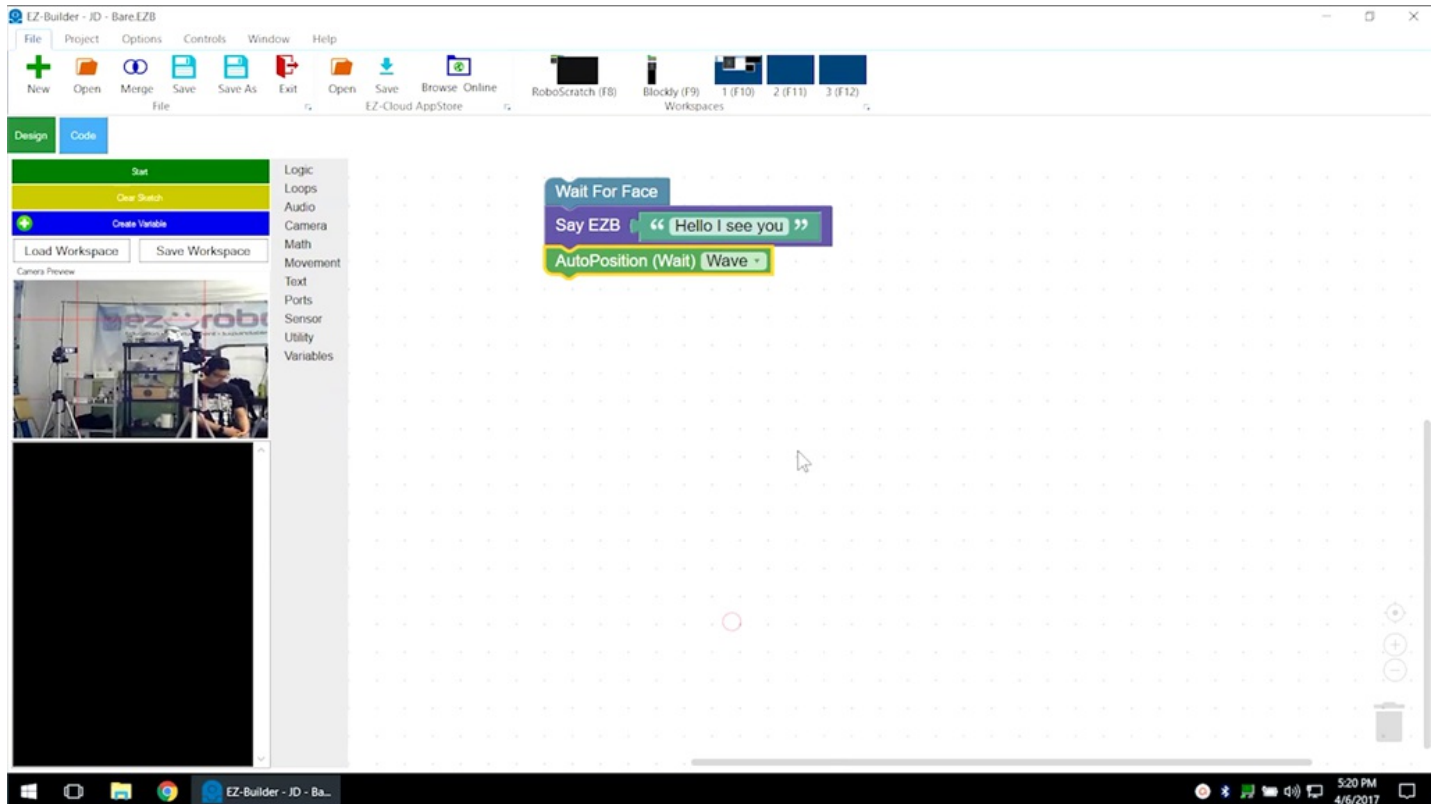 EZ-Builder - JD - Bare.EZB
File Project Options Controls Window Help
New Open Merge Save Save As Exit Open Save Browse Online RoboScratch (F8) Blockly (F9) 1 (F10) 2 (F11) 3 (F12)
File EZ-Cloud AppStore Workspaces
Design Code
Start
Clear Sketch
Create Variable
Load Workspace Save Workspace
Camera Preview
ez robo
Logic
Loops
Audio
Camera
Math
Movement
Text
Ports
Sensor
Utility
Variables
Wait For Face
Say EZB “ Hello I see you ”
AutoPosition (Wait) Wave
EZ-Builder - JD - Ba...
5:20 PM
4/6/2017